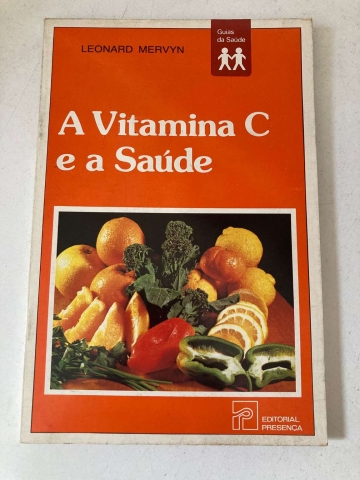 LEONARD MERVYN
Guias
da Saúde
A Vitamina C
e a Saúde
EDITORIAL
PRESENÇA